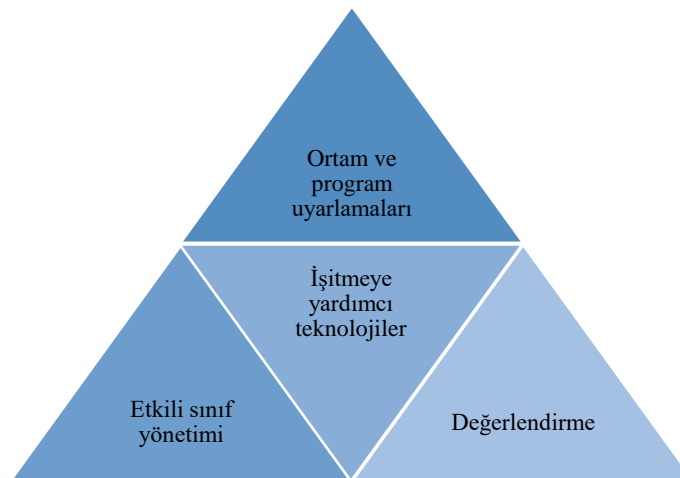 Ortam ve
program
uyarlamaları
İşitmeye
yardımcı
teknolojiler
Etkili sınıf
yönetimi
Değerlendirme